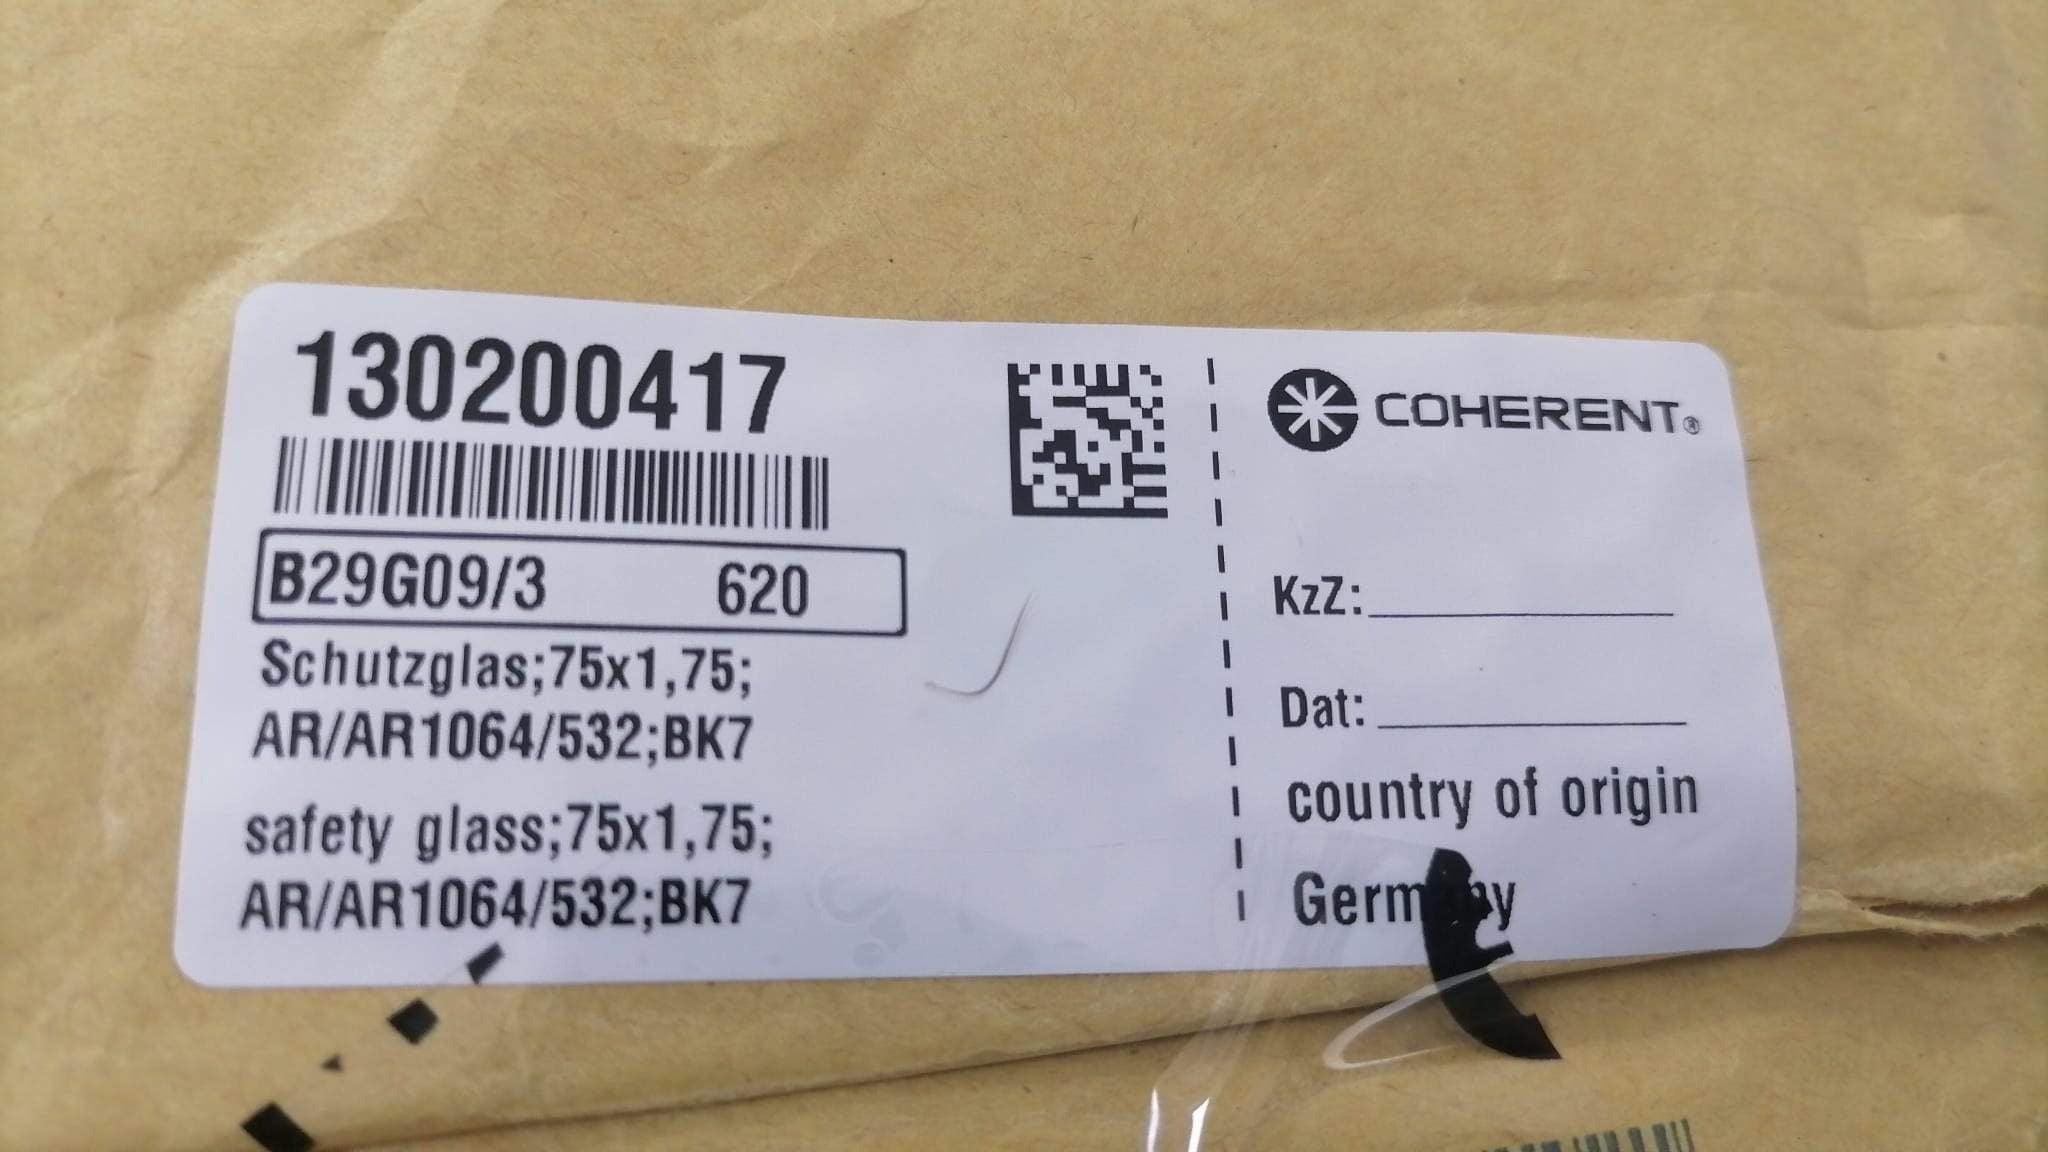 130200417
B29G09/3 620
Schutzglas;75x1,75;
AR/AR1064/532;BK7
safety glass;75x1,75;
AR/AR1064/532;BK7
COHERENT®
KzZ:
Dat:
country of origin
Germany